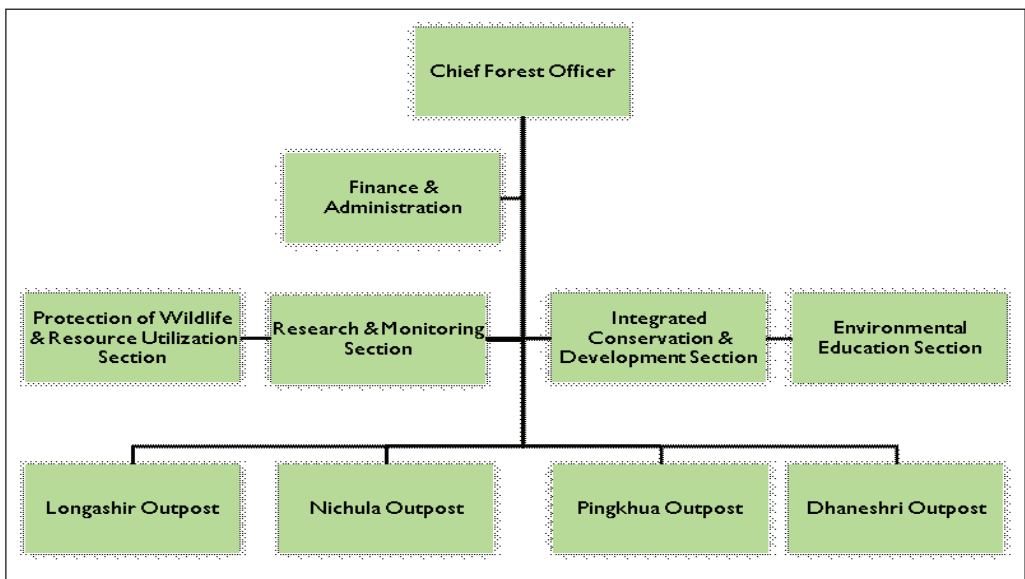 Chief Forest Officer
Finance &
Administration
Protection of Wildlife
& Resource Utilization
Section
Research & Monitoring
Section
Integrated
Conservation &
Development Section
Environmental
Education Section
Longashir Outpost
Nichula Outpost
Pingkhua Outpost
Dhaneshri Outpost